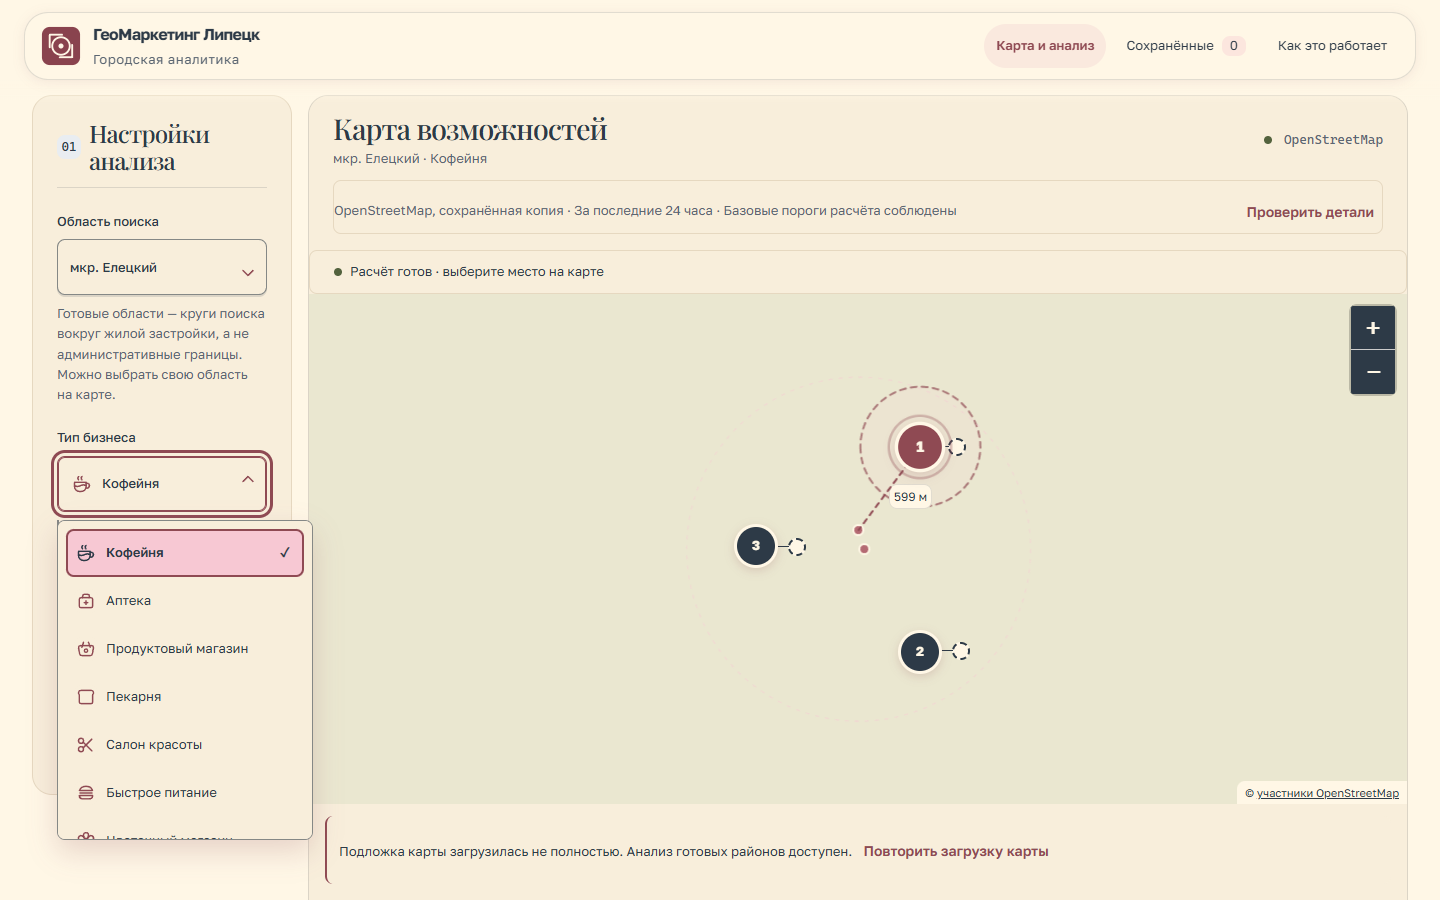 ГеоМаркетинг Липецк
Городская аналитика
Карта и анализ
Сохранённые 0
Как это работает
01
Настройки
анализа
Область поиска
мкр. Елецкий
Готовые области — круги поиска
вокруг жилой застройки, а не
административные границы.
Можно выбрать свою область
на карте.
Тип бизнеса
Кофейня
Кофейня ✓
Аптека
Продуктовый магазин
Пекарня
Салон красоты
Быстрое питание
Карта возможностей
мкр. Елецкий · Кофейня
OpenStreetMap
OpenStreetMap, сохранённая копия · За последние 24 часа · Базовые пороги расчёта соблюдены
Проверить детали
Расчёт готов · выберите место на карте
+
−
1
599 м
3
2
© участники OpenStreetMap
Подложка карты загрузилась не полностью. Анализ готовых районов доступен. Повторить загрузку карты